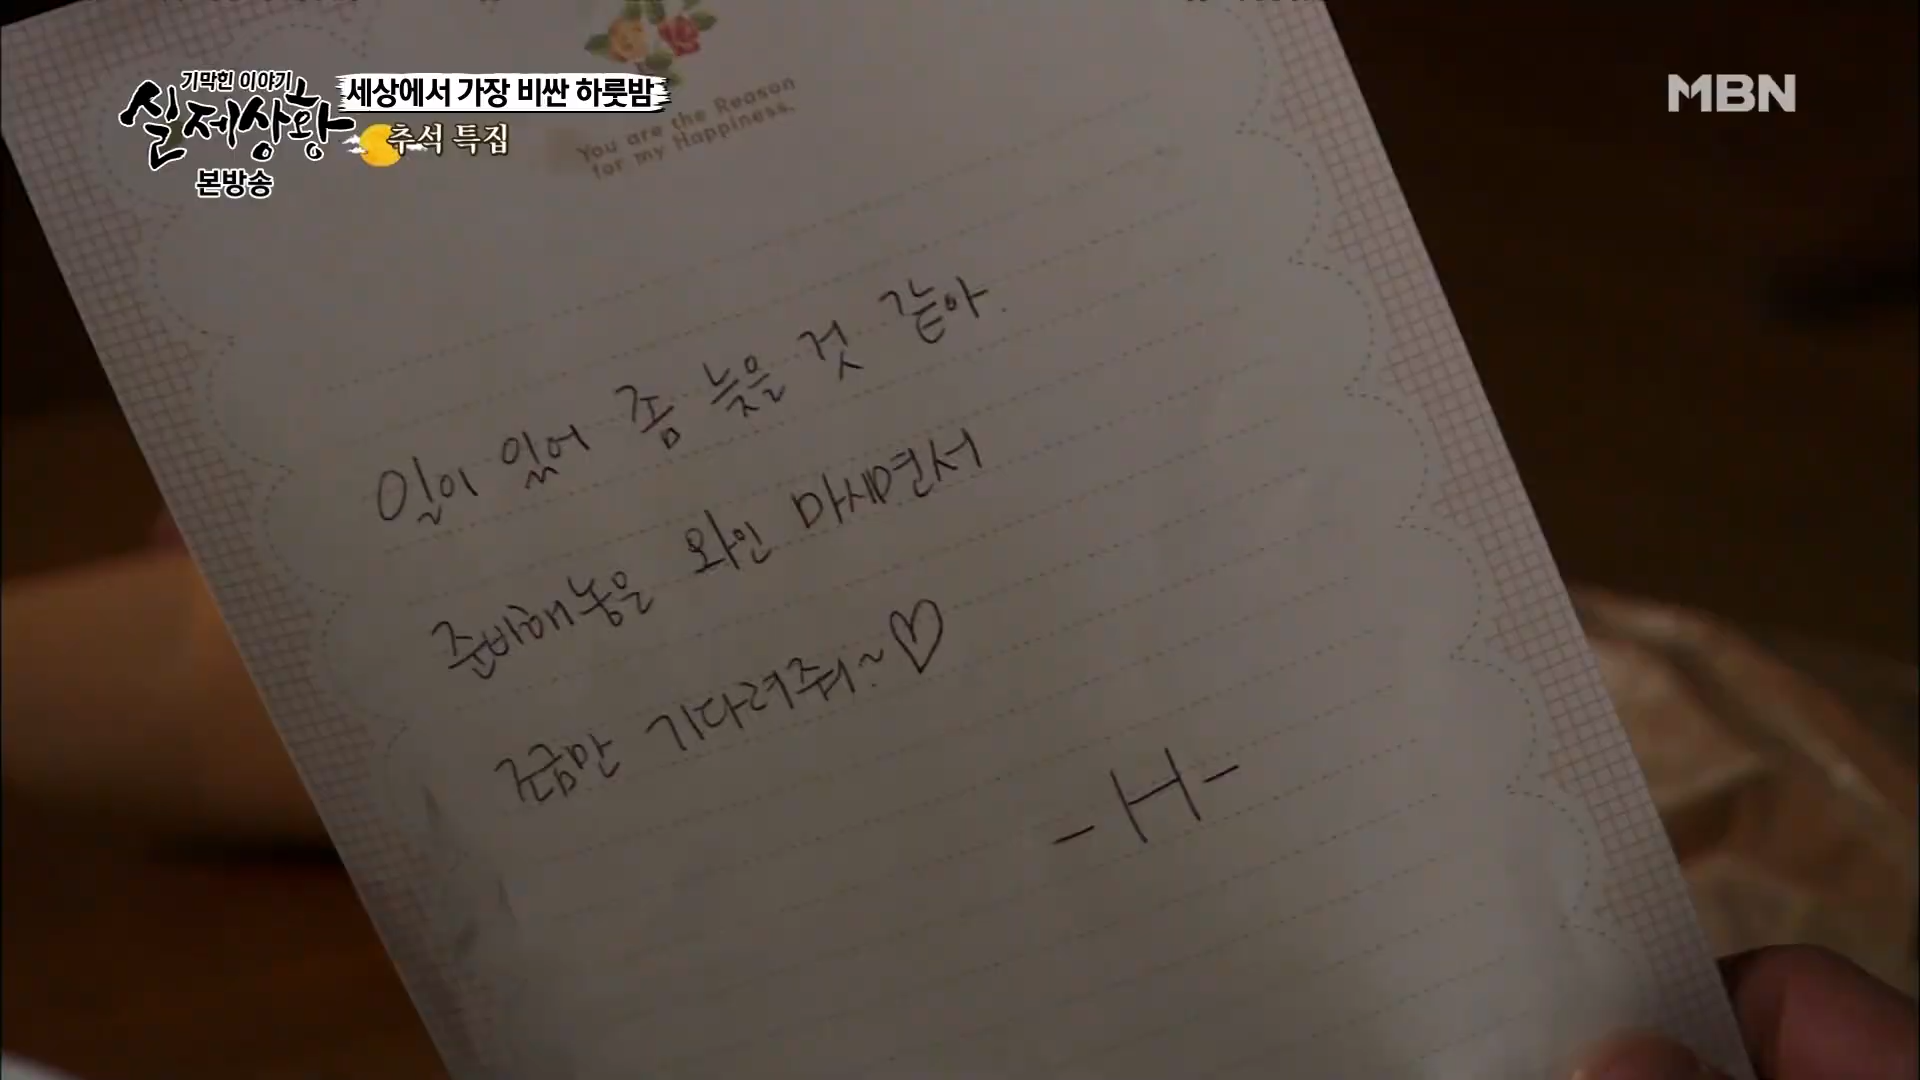 기막힌 이야기
실제상황
본방송
세상에서 가장 비싼 하룻밤
추석 특집
MBN
You are the Reason
for my Happiness.
일이 있어 좀 늦을 것 같아.
준비해놓은 와인 마시면서
조금만 기다려줘~♡
-H-